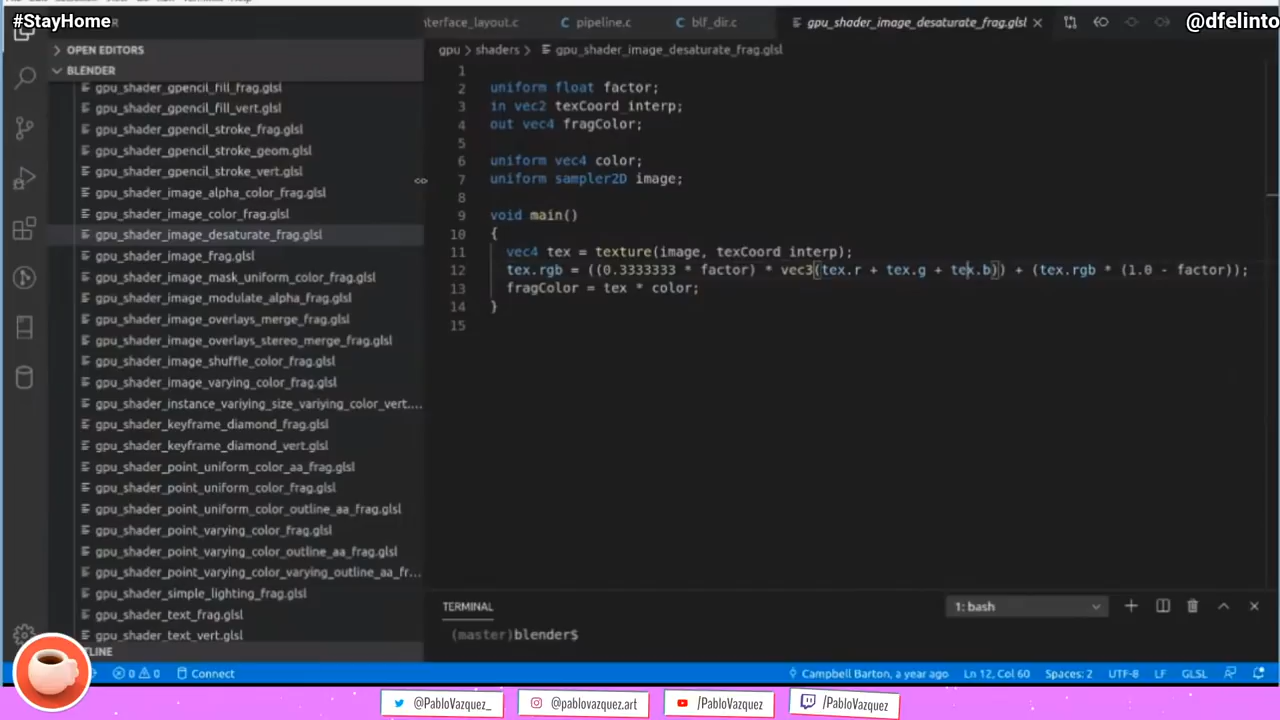 #StayHome
@dfelinto
nterface_layout.c
pipeline.c
blf_dir.c
gpu_shader_image_desaturate_frag.glsl
gpu > shaders > gpu_shader_image_desaturate_frag.glsl
OPEN EDITORS
BLENDER
gpu_shader_gpencil_fill_frag.glsl
gpu_shader_gpencil_fill_vert.glsl
gpu_shader_gpencil_stroke_frag.glsl
gpu_shader_gpencil_stroke_geom.glsl
gpu_shader_gpencil_stroke_vert.glsl
gpu_shader_image_alpha_color_frag.glsl
gpu_shader_image_color_frag.glsl
gpu_shader_image_desaturate_frag.glsl
gpu_shader_image_frag.glsl
gpu_shader_image_mask_uniform_color_frag.glsl
gpu_shader_image_modulate_alpha_frag.glsl
gpu_shader_image_overlays_merge_frag.glsl
gpu_shader_image_overlays_stereo_merge_frag.glsl
gpu_shader_image_shuffle_color_frag.glsl
gpu_shader_image_varying_color_frag.glsl
gpu_shader_instance_variying_size_variying_color_vert....
gpu_shader_keyframe_diamond_frag.glsl
gpu_shader_keyframe_diamond_vert.glsl
gpu_shader_point_uniform_color_aa_frag.glsl
gpu_shader_point_uniform_color_frag.glsl
gpu_shader_point_uniform_color_outline_aa_frag.glsl
gpu_shader_point_varying_color_frag.glsl
gpu_shader_point_varying_color_outline_aa_frag.glsl
gpu_shader_point_varying_color_varying_outline_aa_fr...
gpu_shader_simple_lighting_frag.glsl
gpu_shader_text_frag.glsl
gpu_shader_text_vert.glsl
TLINE
1
2 uniform float factor;
3 in vec2 texCoord_interp;
4 out vec4 fragColor;
5
6 uniform vec4 color;
7 uniform sampler2D image;
8
9 void main()
10 {
11 vec4 tex = texture(image, texCoord_interp);
12 tex.rgb = ((0.3333333 * factor) * vec3(tex.r + tex.g + tex.b)) + (tex.rgb * (1.0 - factor));
13 fragColor = tex * color;
14 }
15
TERMINAL
1: bash
(master)blender$
0 0 Connect
Campbell Barton, a year ago
Ln 12, Col 60
Spaces: 2
UTF-8
LF
GLSL
@PabloVazquez_
@pablovazquez.art
/PabloVazquez
/PabloVazquez